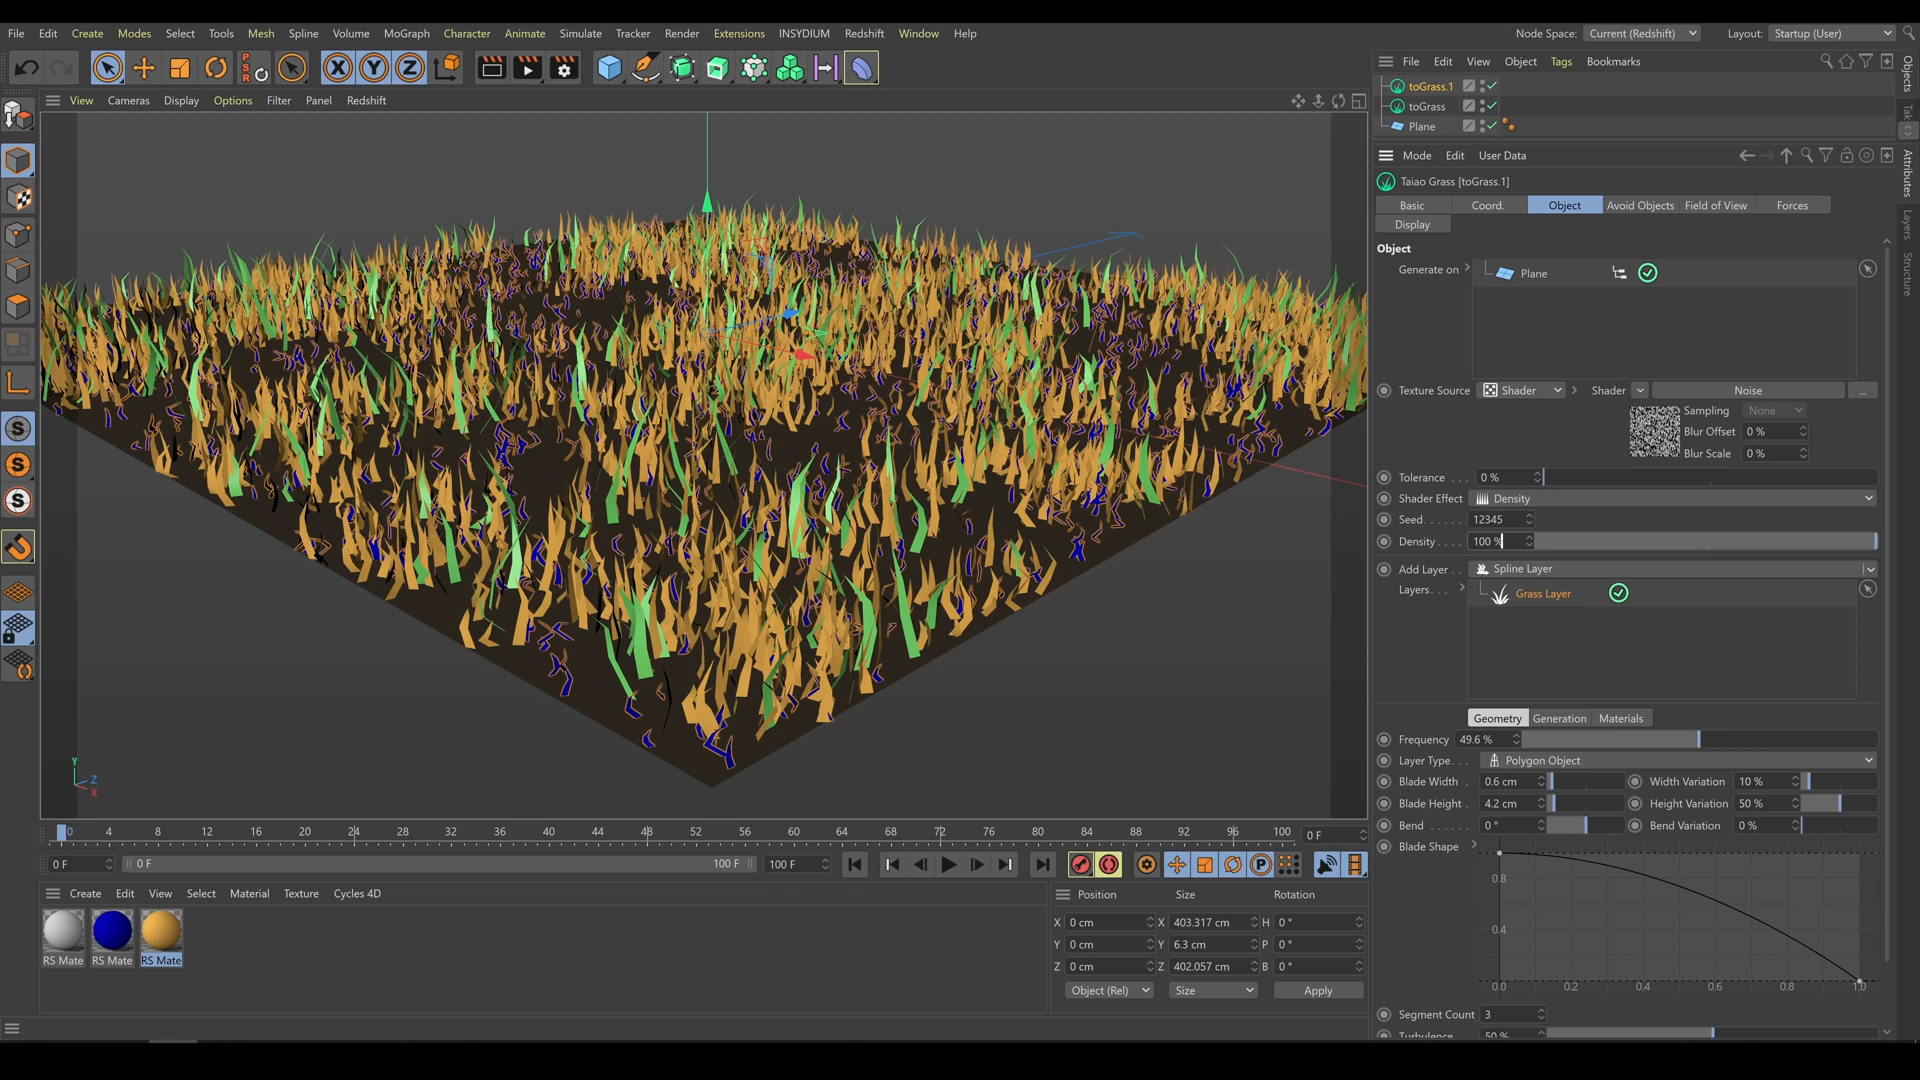 File Edit Create Modes Select Tools Mesh Spline Volume MoGraph Character Animate Simulate Tracker Render Extensions INSYDIUM Redshift Window Help
Node Space: Current (Redshift) Layout: Startup (User)
PSR X Y Z
File Edit View Object Tags Bookmarks
Objects
View Cameras Display Options Filter Panel Redshift
toGrass.1
toGrass
Plane
Tak
Mode Edit User Data
Attributes
Layers
Structure
Taiao Grass [toGrass.1]
Basic Coord. Object Avoid Objects Field of View Forces
Display
Object
Generate on Plane
Texture Source Shader Shader Noise ...
Sampling None
Blur Offset 0 %
Blur Scale 0 %
Tolerance . . . 0 %
Shader Effect Density
Seed. . . . . . 12345
Density. . . . 100 %
Add Layer . . Spline Layer
Layers. . . Grass Layer
Geometry Generation Materials
Frequency 49.6 %
Layer Type. . . Polygon Object
Blade Width . 0.6 cm Width Variation 10 %
Blade Height . 4.2 cm Height Variation 50 %
Bend . . . . . . 0 ° Bend Variation 0 %
Blade Shape
0.8
0.4
0.0 0.2 0.4 0.6 0.8 1.0
Segment Count 3
Turbulence 50 %
S
S
S
Y
Z
X
0 4 8 12 16 20 24 28 32 36 40 44 48 52 56 60 64 68 72 76 80 84 88 92 96 100 0 F
0 F 0 F 100 F 100 F P
Create Edit View Select Material Texture Cycles 4D
RS Mate RS Mate RS Mate
Position Size Rotation
X 0 cm X 403.317 cm H 0 °
Y 0 cm Y 6.3 cm P 0 °
Z 0 cm Z 402.057 cm B 0 °
Object (Rel) Size Apply